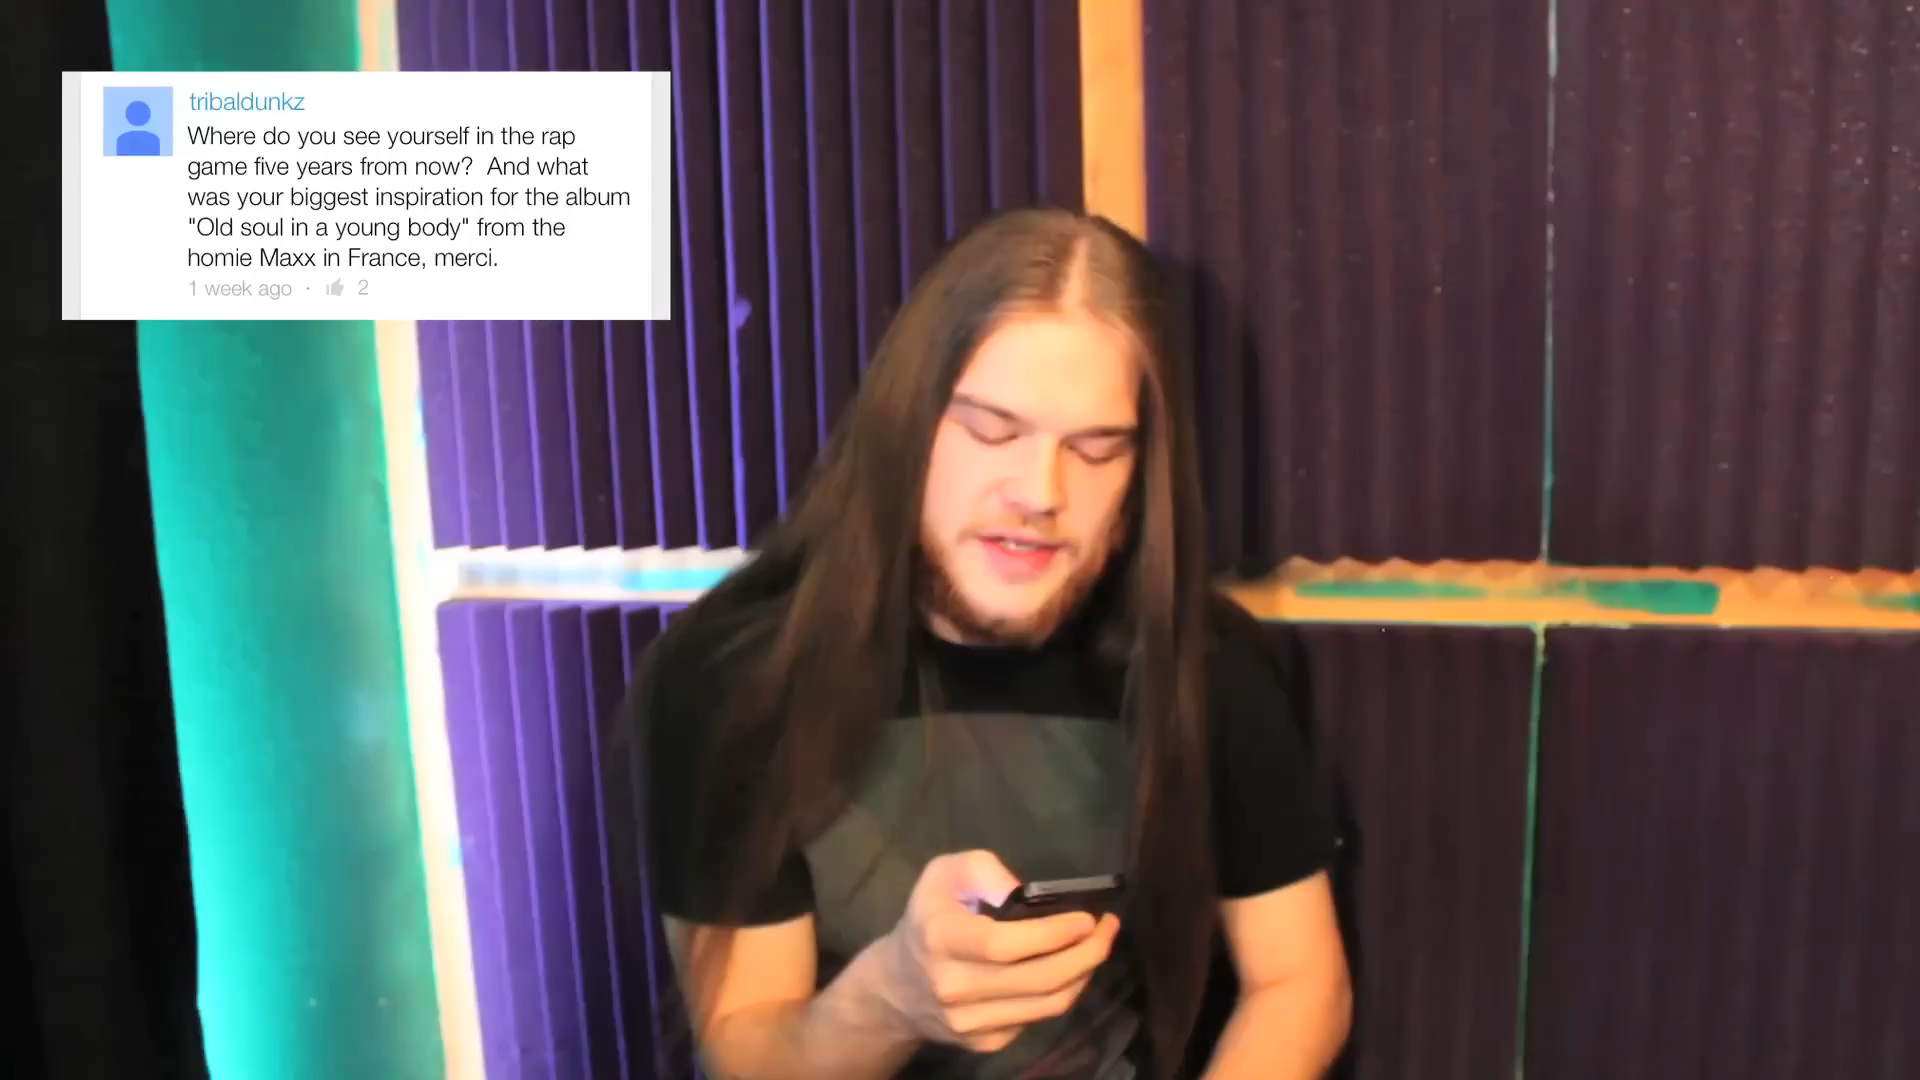 tribaldunkz
Where do you see yourself in the rap
game five years from now?  And what
was your biggest inspiration for the album
"Old soul in a young body" from the
homie Maxx in France, merci.
1 week ago · 2